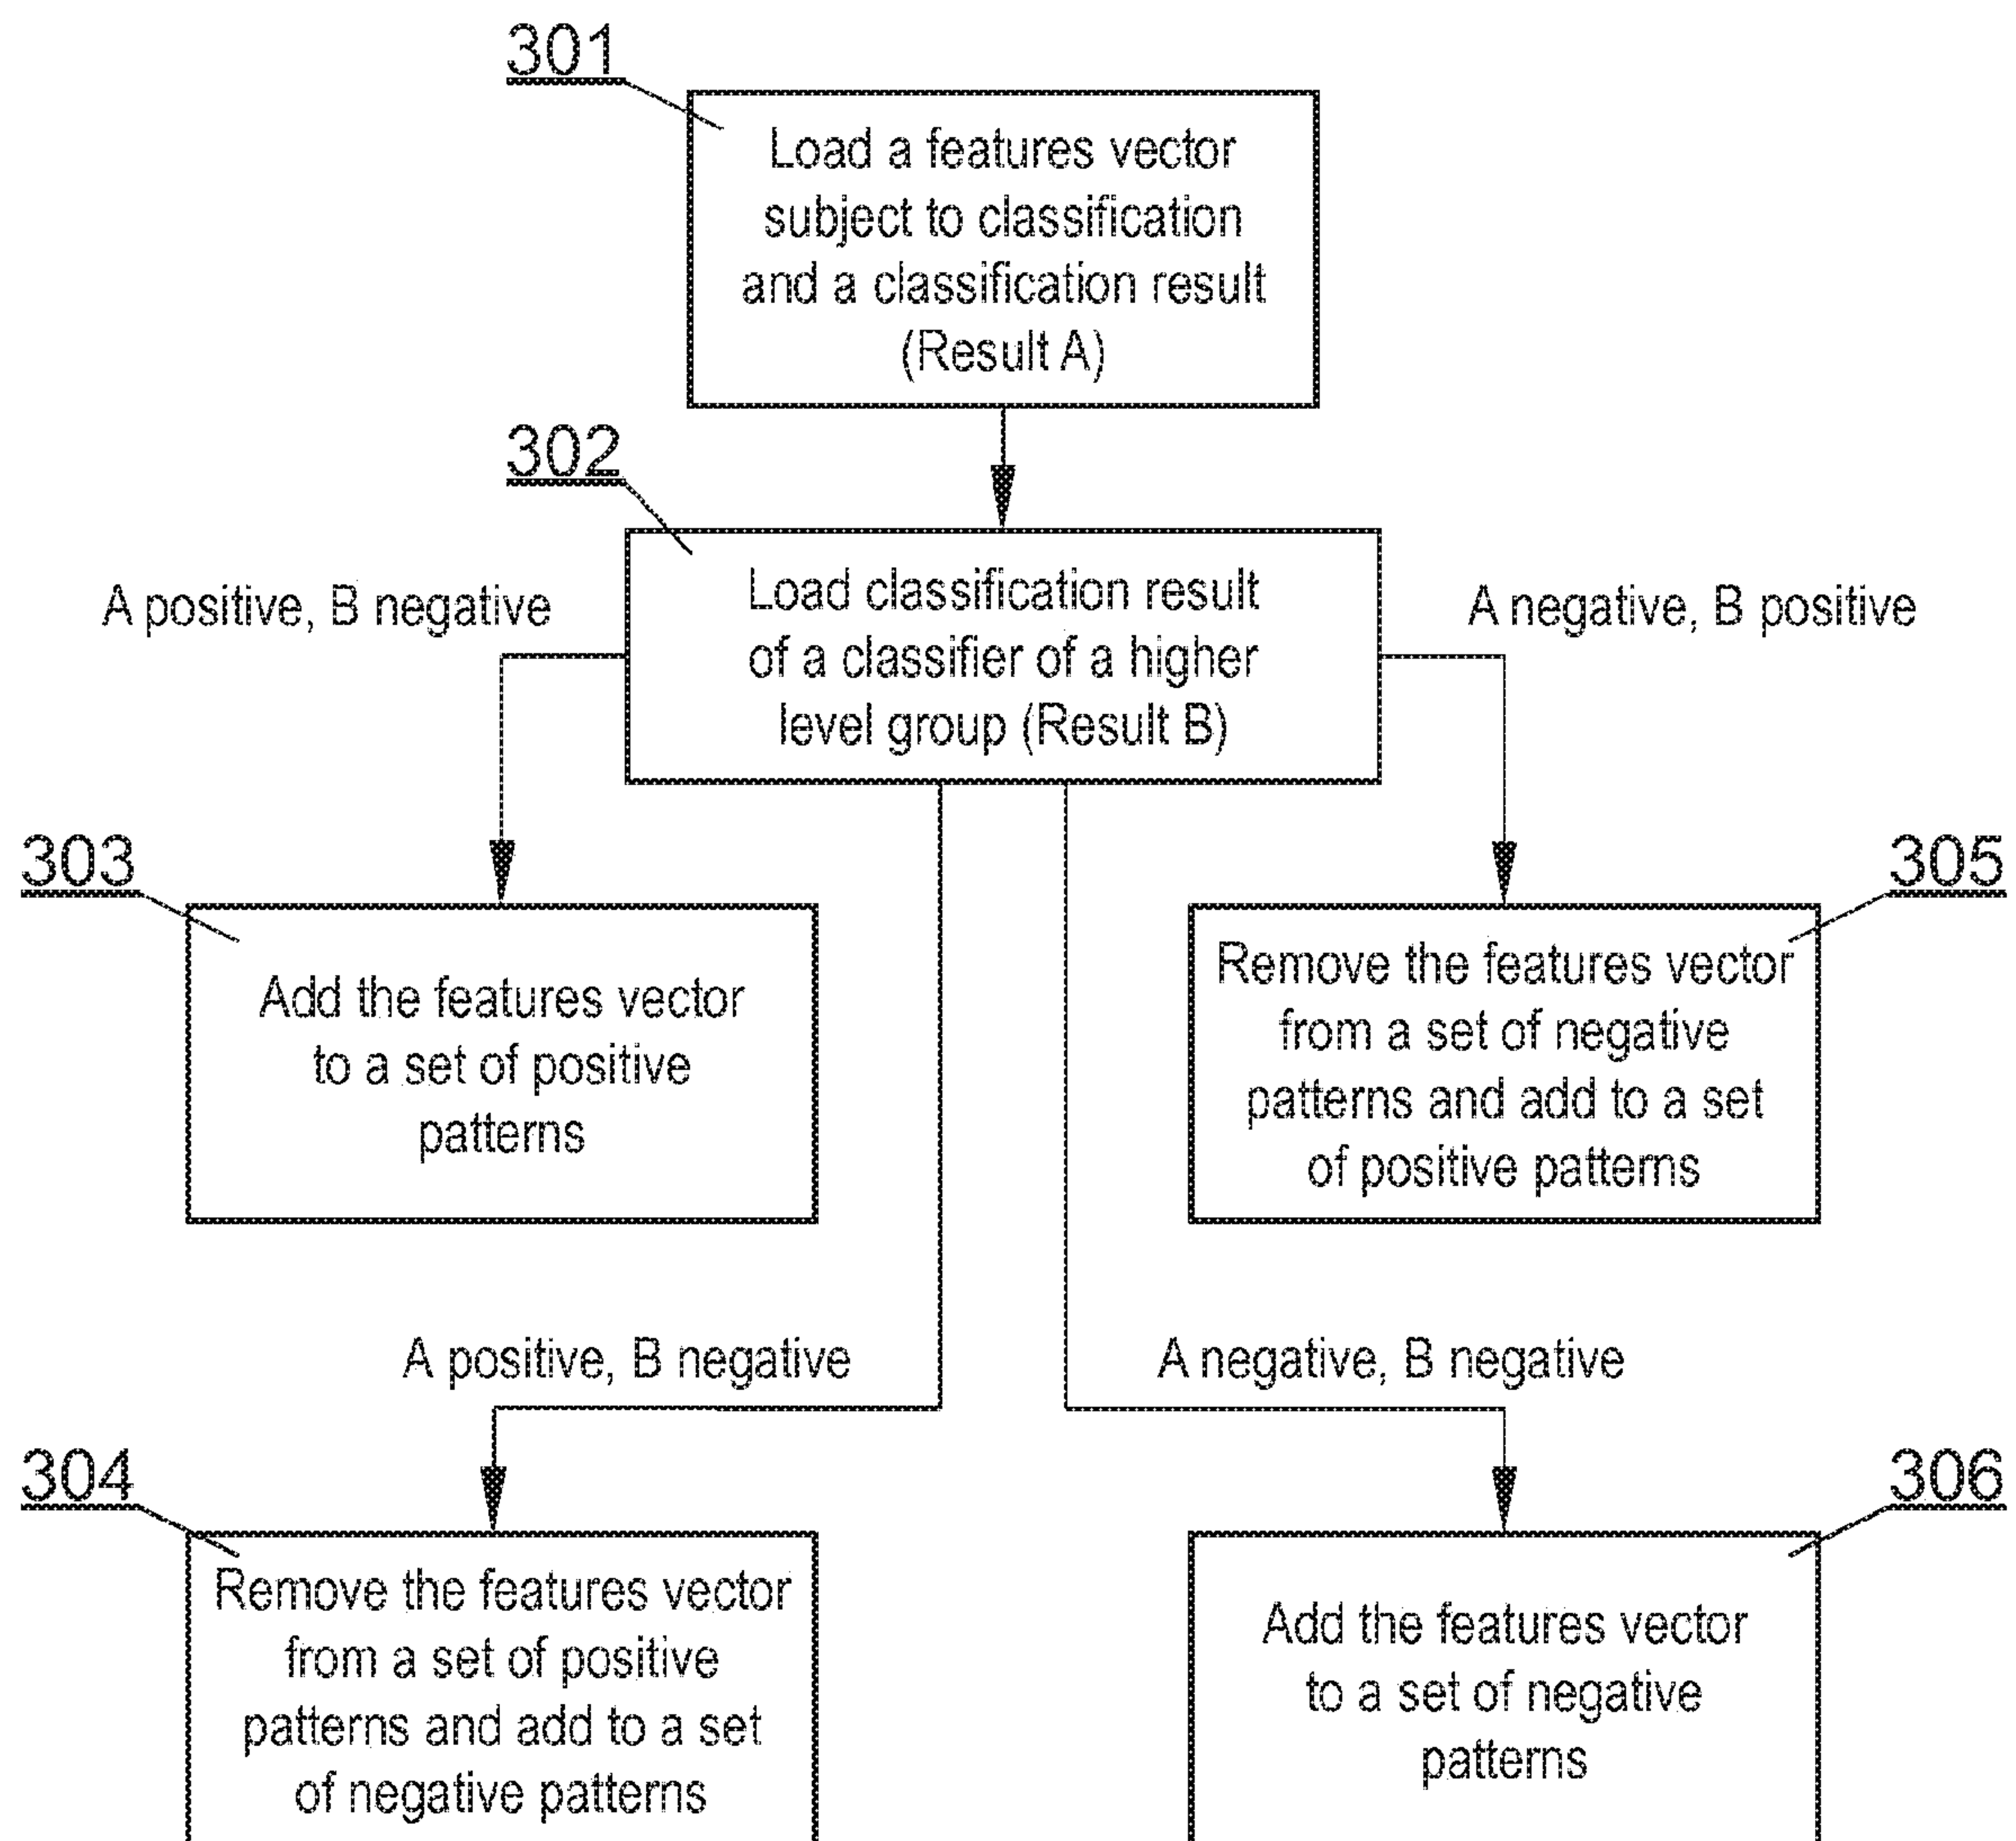 301
Load a features vector
subject to classification
and a classification result
(Result A)
302
Load classification result
of a classifier of a higher
level group (Result B)
A positive, B negative
A negative, B positive
303
Add the features vector
to a set of positive
patterns
305
Remove the features vector
from a set of negative
patterns and add to a set
of positive patterns
A positive, B negative
A negative, B negative
304
Remove the features vector
from a set of positive
patterns and add to a set
of negative patterns
306
Add the features vector
to a set of negative
patterns